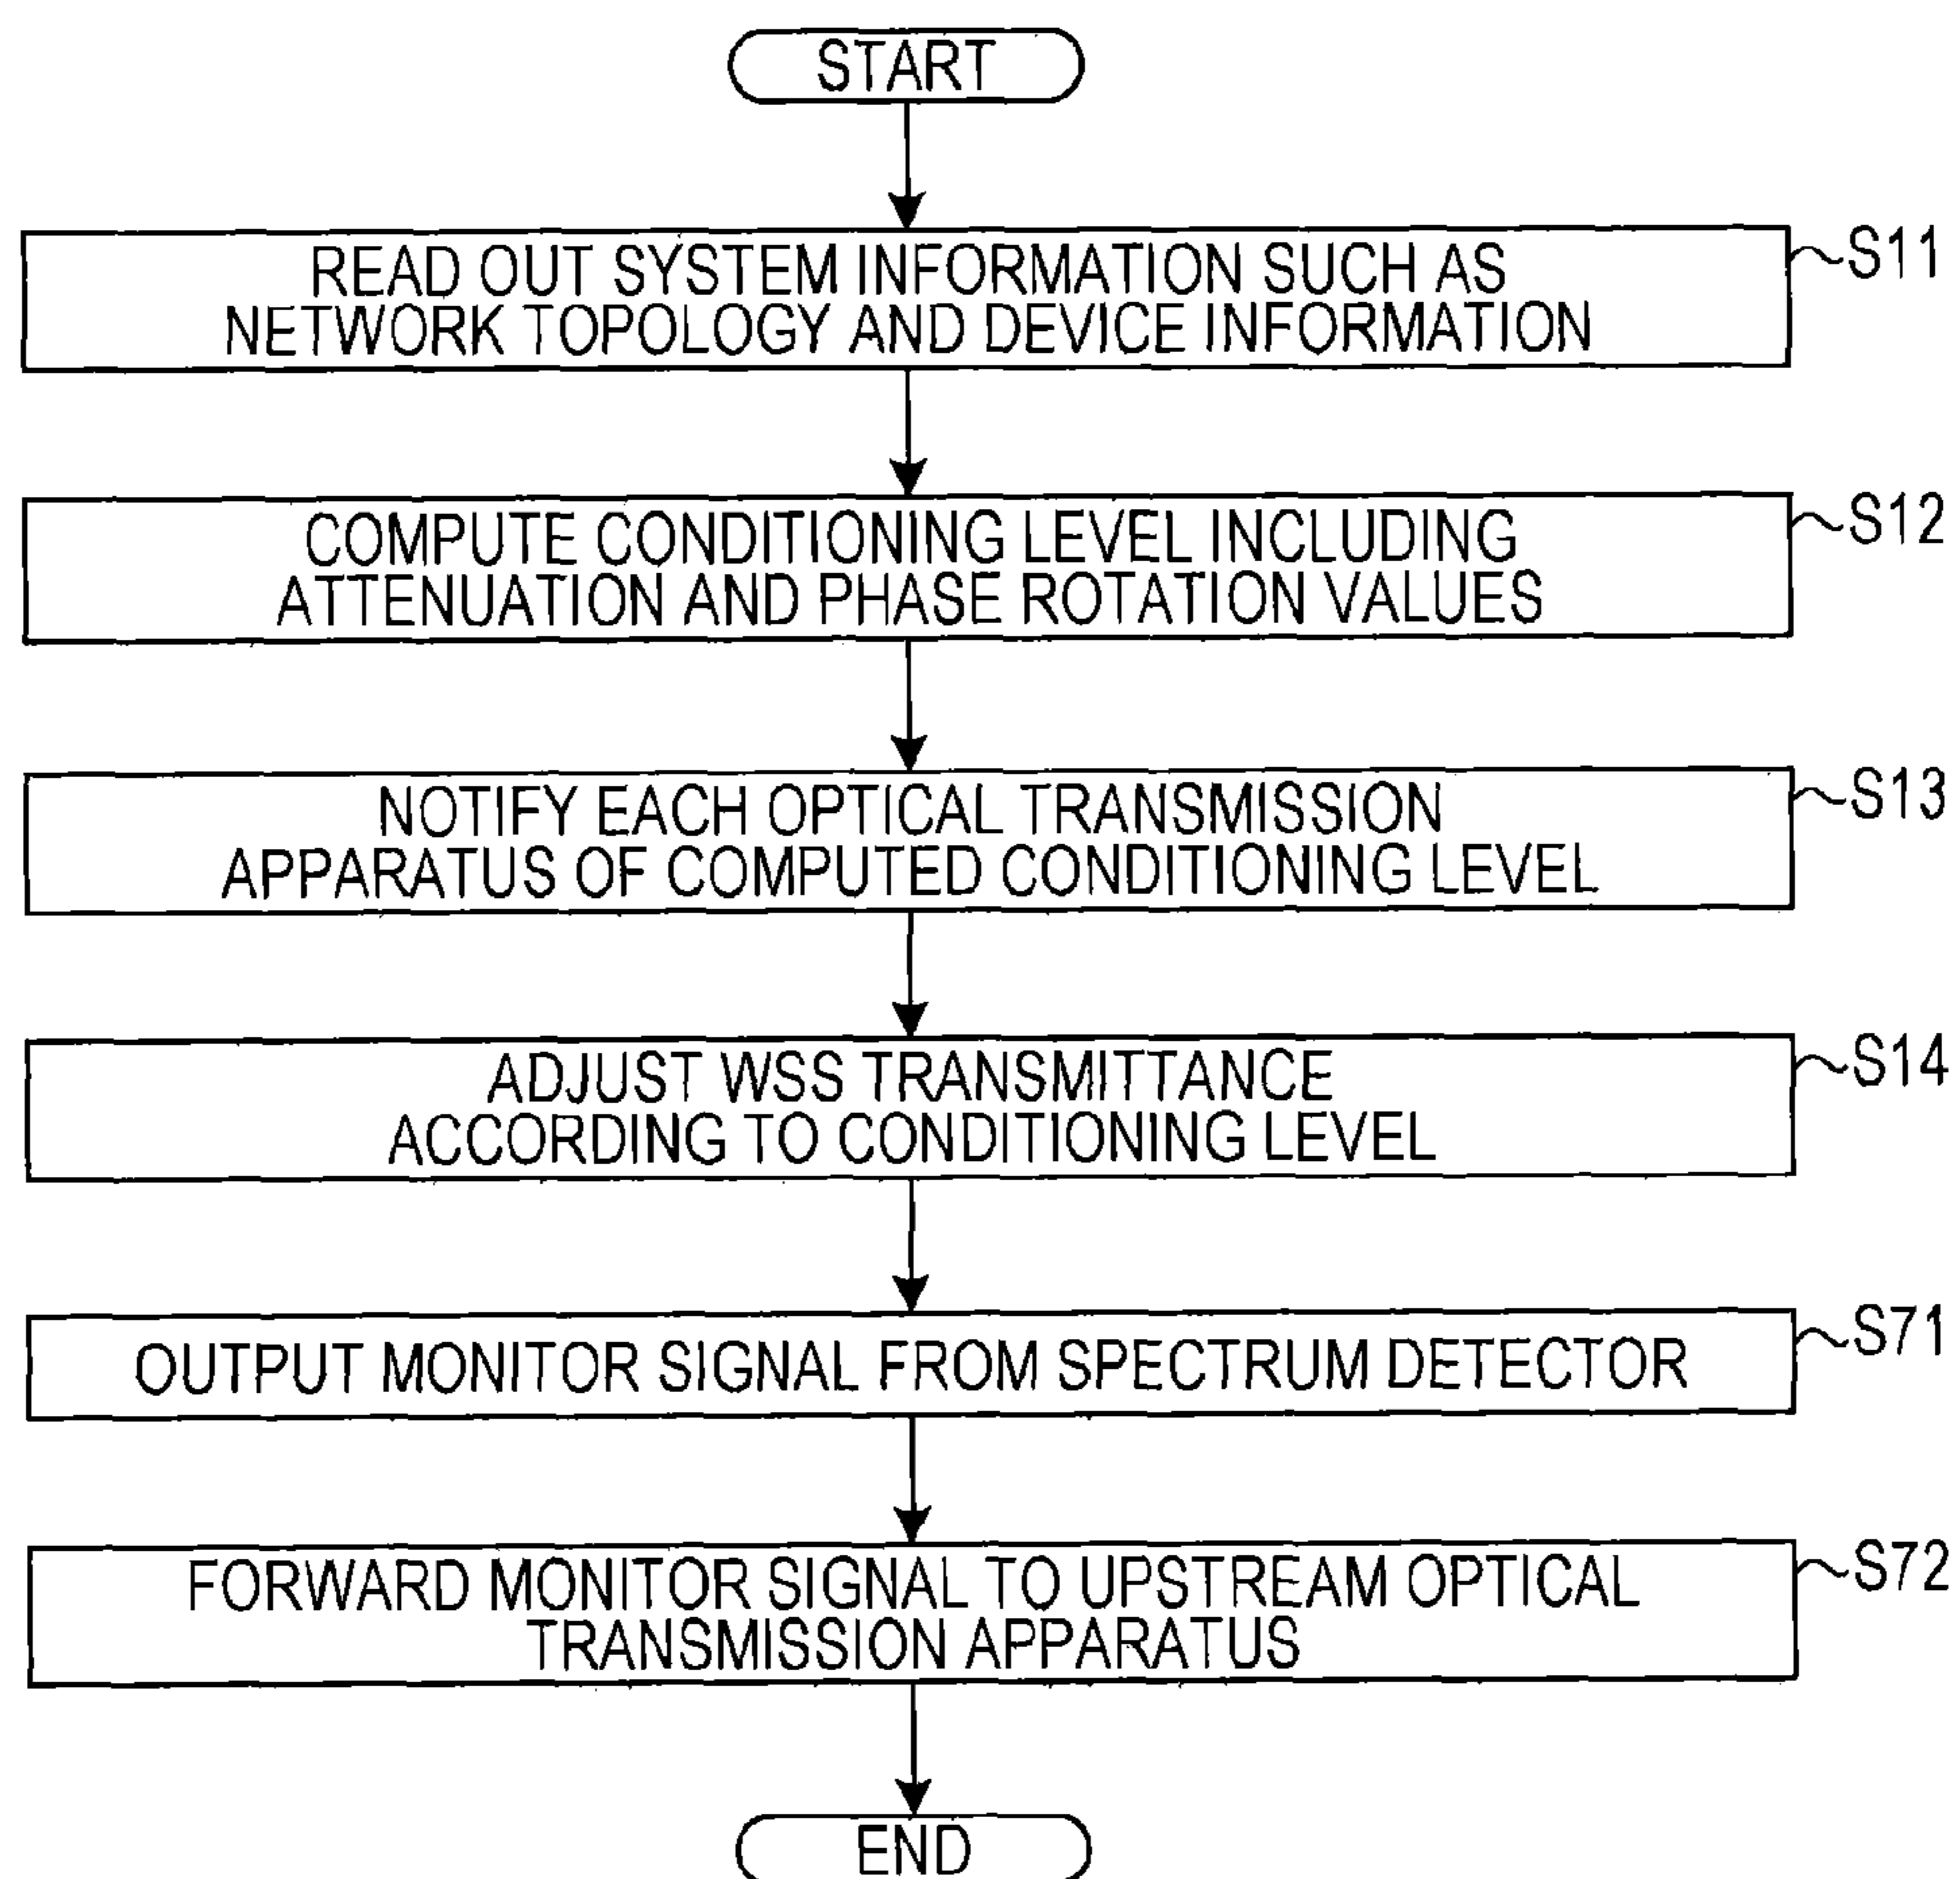 START
READ OUT SYSTEM INFORMATION SUCH AS
NETWORK TOPOLOGY AND DEVICE INFORMATION
S11
COMPUTE CONDITIONING LEVEL INCLUDING
ATTENUATION AND PHASE ROTATION VALUES
S12
NOTIFY EACH OPTICAL TRANSMISSION
APPARATUS OF COMPUTED CONDITIONING LEVEL
S13
ADJUST WSS TRANSMITTANCE
ACCORDING TO CONDITIONING LEVEL
S14
OUTPUT MONITOR SIGNAL FROM SPECTRUM DETECTOR
S71
FORWARD MONITOR SIGNAL TO UPSTREAM OPTICAL
TRANSMISSION APPARATUS
S72
END